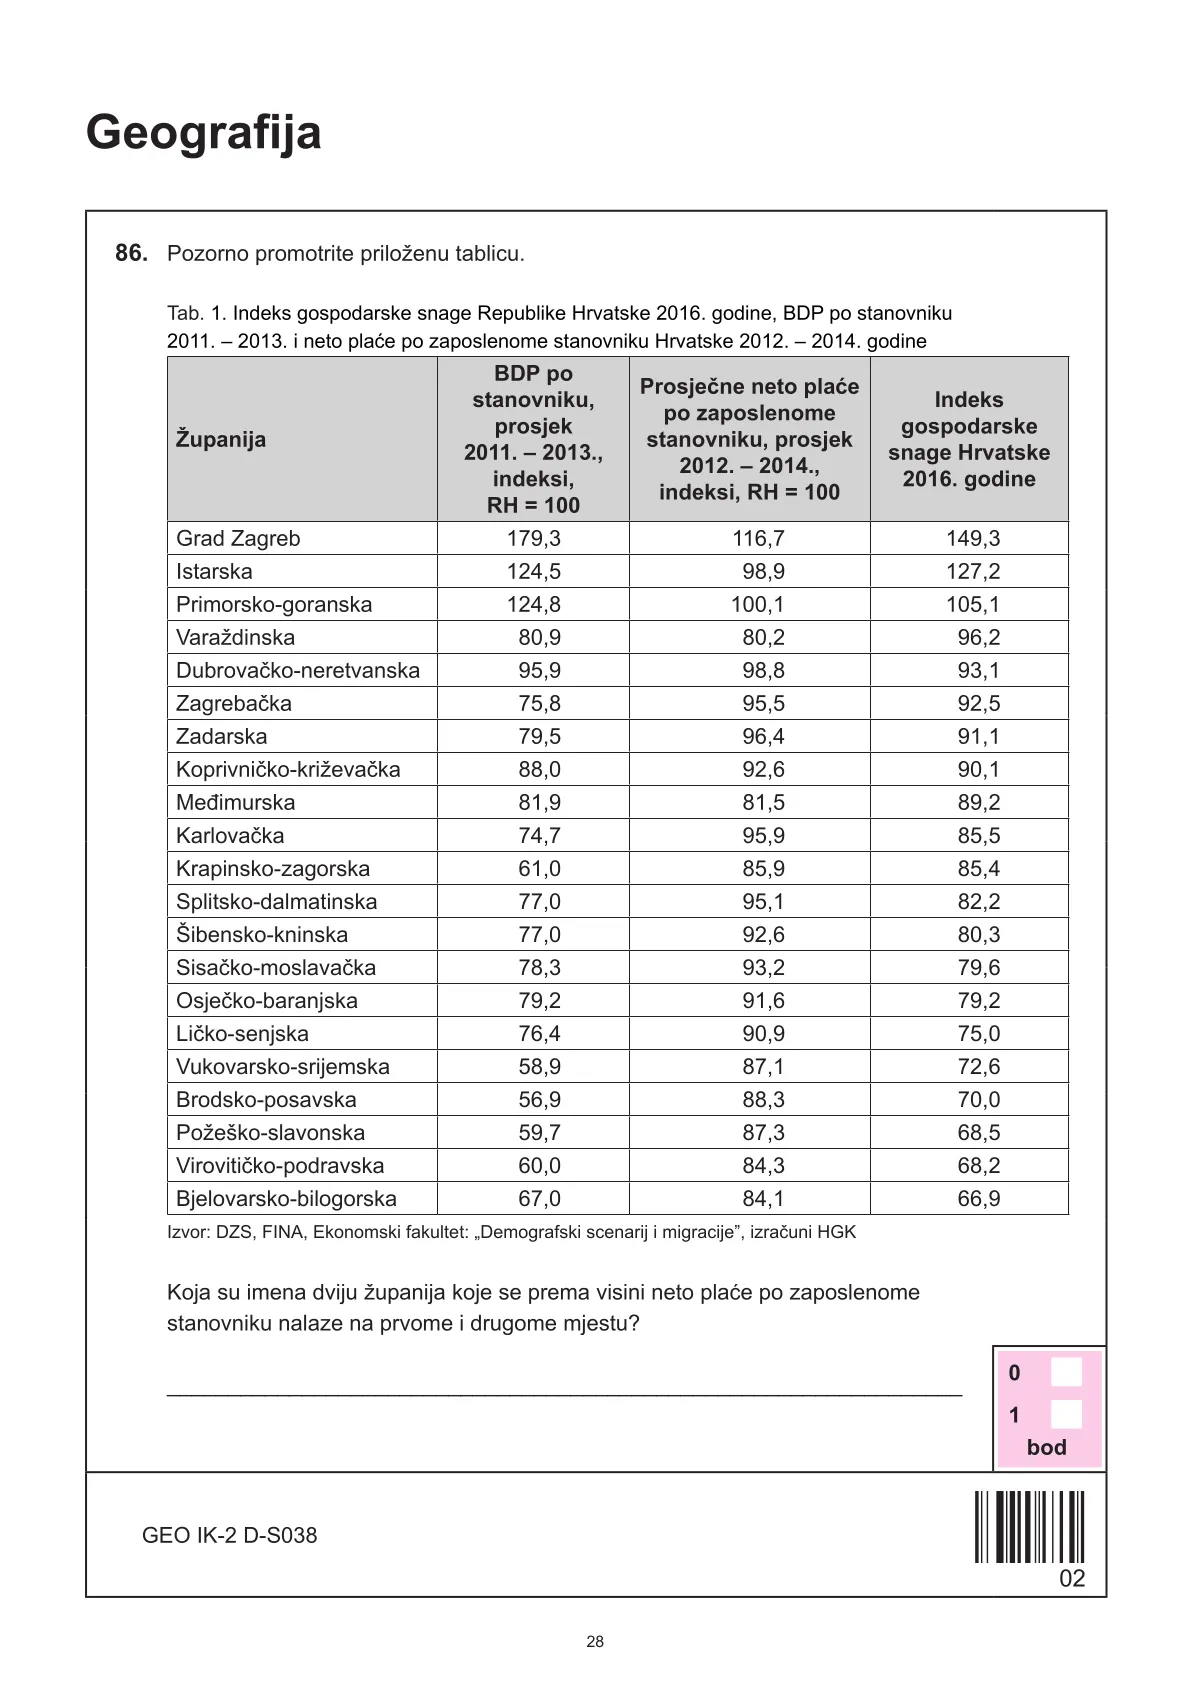 Geografija
86. Pozorno promotrite priloženu tablicu.
Tab. 1. Indeks gospodarske snage Republike Hrvatske 2016. godine, BDP po stanovniku
2011. – 2013. i neto plaće po zaposlenome stanovniku Hrvatske 2012. – 2014. godine
Županija | BDP po stanovniku, prosjek 2011. – 2013., indeksi, RH = 100 | Prosječne neto plaće po zaposlenome stanovniku, prosjek 2012. – 2014., indeksi, RH = 100 | Indeks gospodarske snage Hrvatske 2016. godine
Grad Zagreb 179,3 116,7 149,3
Istarska 124,5 98,9 127,2
Primorsko-goranska 124,8 100,1 105,1
Varaždinska 80,9 80,2 96,2
Dubrovačko-neretvanska 95,9 98,8 93,1
Zagrebačka 75,8 95,5 92,5
Zadarska 79,5 96,4 91,1
Koprivničko-križevačka 88,0 92,6 90,1
Međimurska 81,9 81,5 89,2
Karlovačka 74,7 95,9 85,5
Krapinsko-zagorska 61,0 85,9 85,4
Splitsko-dalmatinska 77,0 95,1 82,2
Šibensko-kninska 77,0 92,6 80,3
Sisačko-moslavačka 78,3 93,2 79,6
Osječko-baranjska 79,2 91,6 79,2
Ličko-senjska 76,4 90,9 75,0
Vukovarsko-srijemska 58,9 87,1 72,6
Brodsko-posavska 56,9 88,3 70,0
Požeško-slavonska 59,7 87,3 68,5
Virovitičko-podravska 60,0 84,3 68,2
Bjelovarsko-bilogorska 67,0 84,1 66,9
Izvor: DZS, FINA, Ekonomski fakultet: „Demografski scenarij i migracije”, izračuni HGK
Koja su imena dviju županija koje se prema visini neto plaće po zaposlenome
stanovniku nalaze na prvome i drugome mjestu?
0
1
bod
GEO IK-2 D-S038
02
28